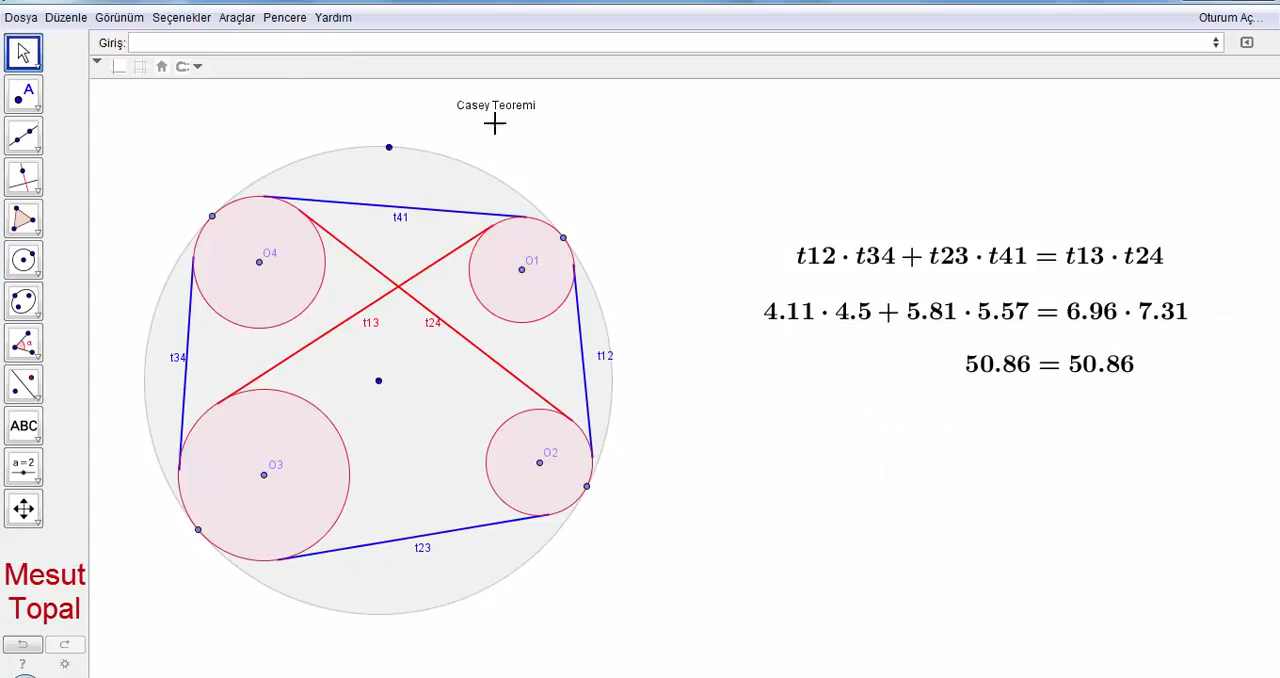 Dosya Düzenle Görünüm Seçenekler Araçlar Pencere Yardım Oturum Aç...
Giriş:
A
α
ABC
a=2
Mesut
Topal
?
Casey Teoremi
t41
O4
O1
t13
t24
t34
t12
O3
O2
t23
t12 · t34 + t23 · t41 = t13 · t24
4.11 · 4.5 + 5.81 · 5.57 = 6.96 · 7.31
50.86 = 50.86